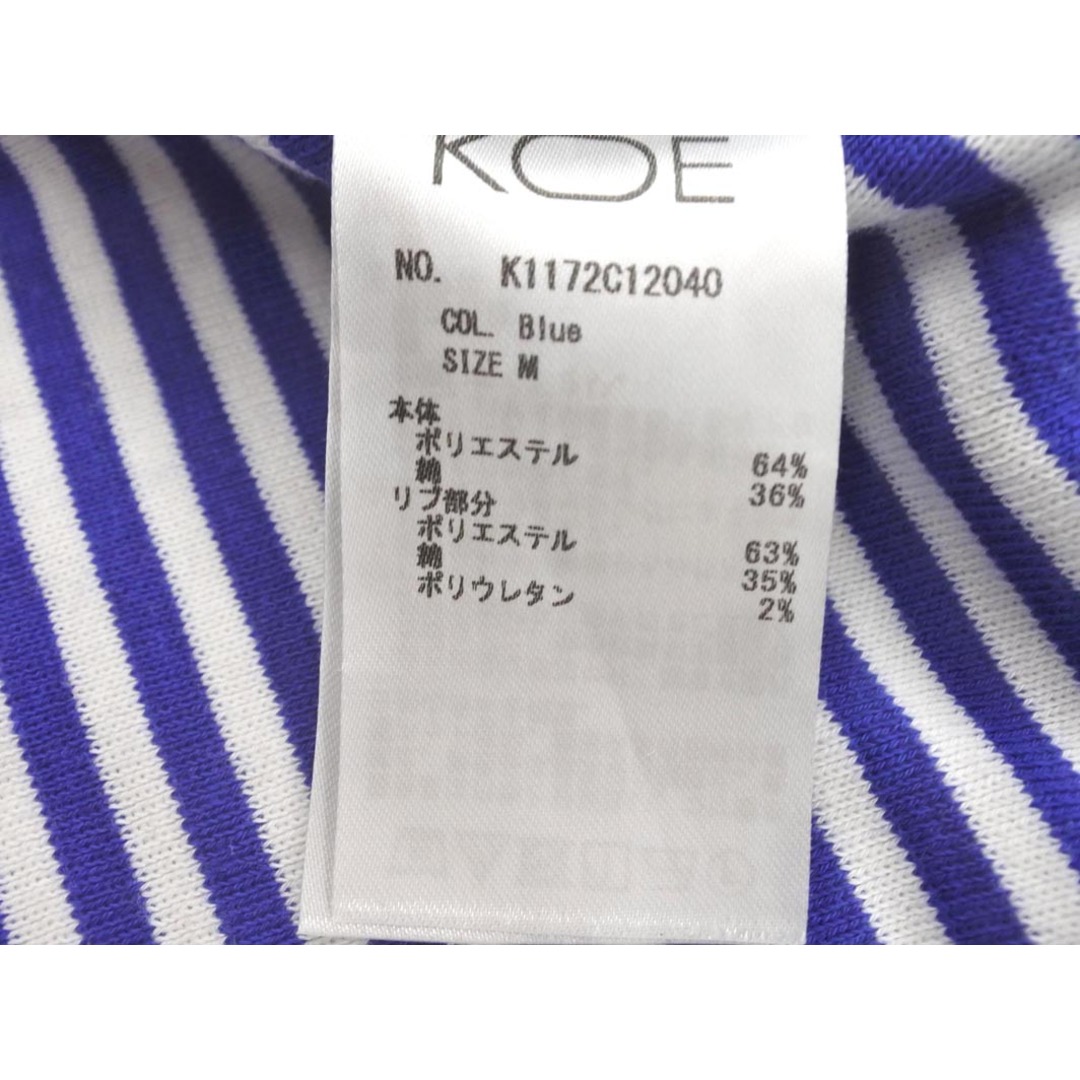 KOE
NO. K1172C12040
COL. Blue
SIZE M
本体
ポリエステル 64%
綿 36%
リブ部分
ポリエステル 63%
綿 35%
ポリウレタン 2%